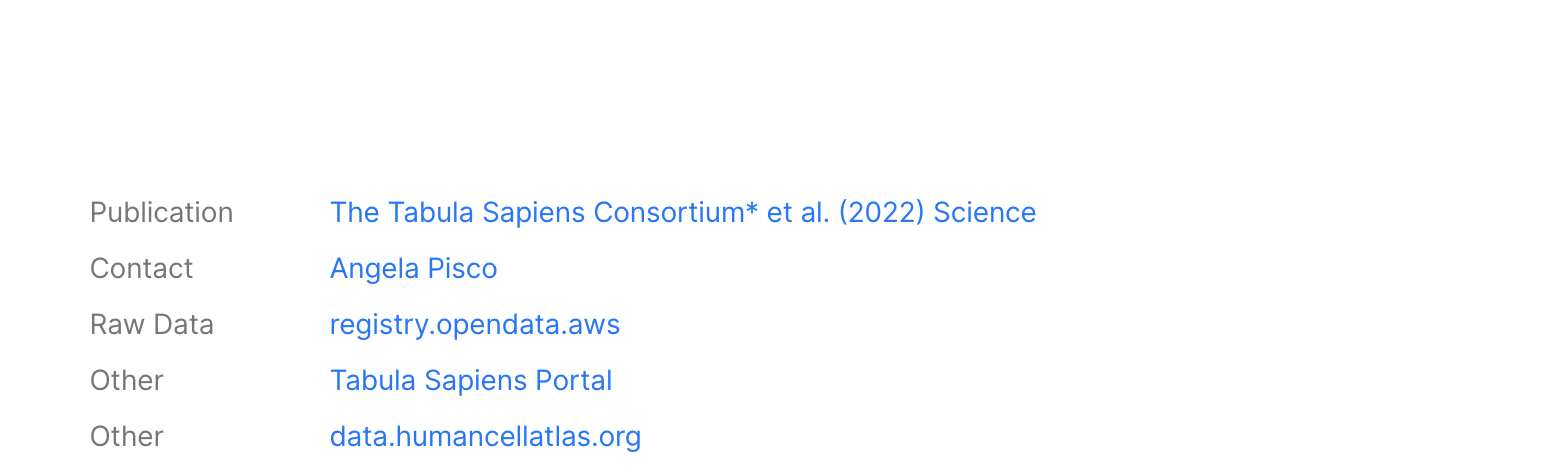 Publication The Tabula Sapiens Consortium* et al. (2022) Science
Contact Angela Pisco
Raw Data registry.opendata.aws
Other Tabula Sapiens Portal
Other data.humancellatlas.org